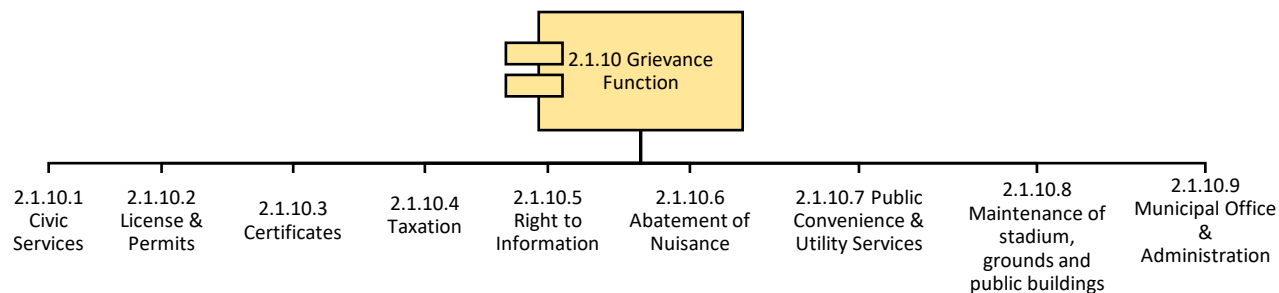 2.1.10 Grievance
Function
2.1.10.1
Civic
Services
2.1.10.2
License &
Permits
2.1.10.3
Certificates
2.1.10.4
Taxation
2.1.10.5
Right to
Information
2.1.10.6
Abatement of
Nuisance
2.1.10.7 Public
Convenience &
Utility Services
2.1.10.8
Maintenance of
stadium,
grounds and
public buildings
2.1.10.9
Municipal Office
&
Administration